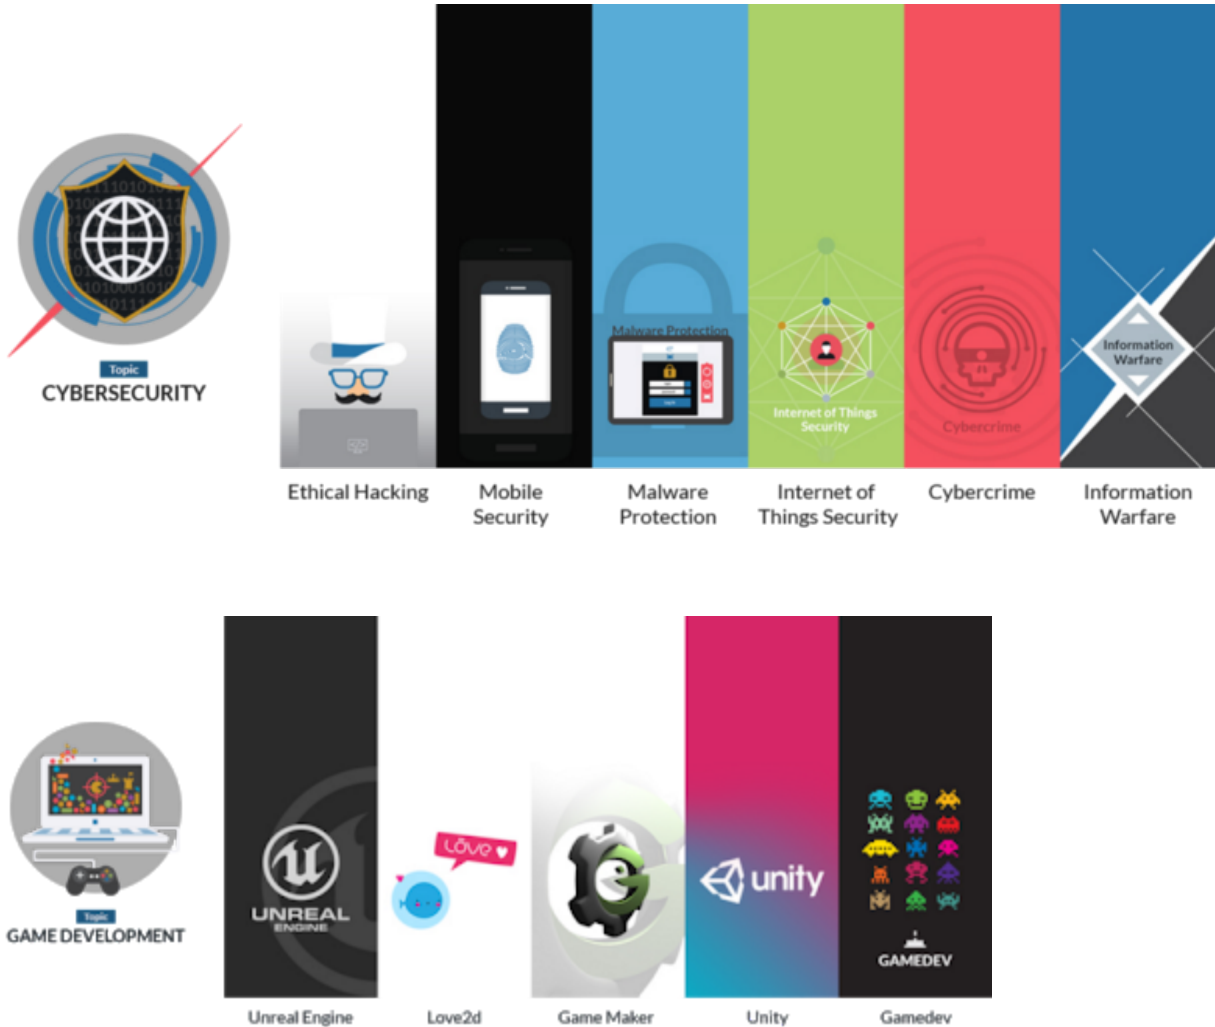 Topic
CYBERSECURITY
Malware Protection
Internet of Things
Security
Cybercrime
Information
Warfare
Ethical Hacking
Mobile
Security
Malware
Protection
Internet of
Things Security
Cybercrime
Information
Warfare
Topic
GAME DEVELOPMENT
UNREAL
ENGINE
LÖVE
unity
GAMEDEV
Unreal Engine
Love2d
Game Maker
Unity
Gamedev